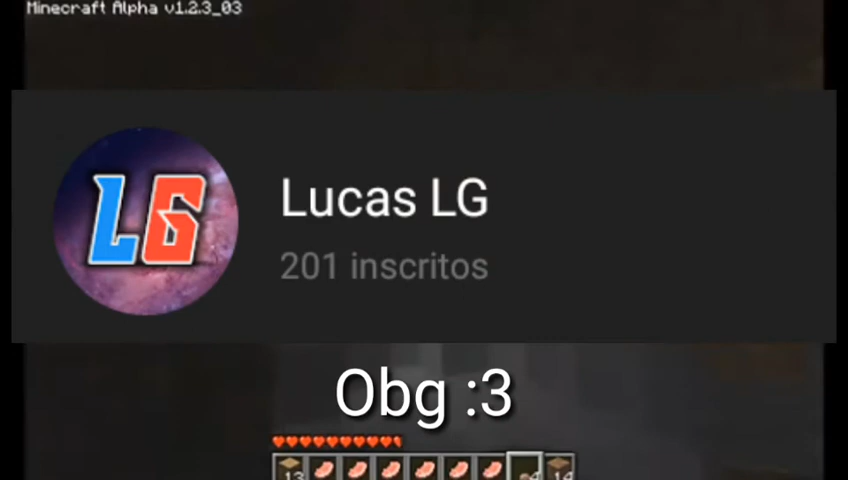 Minecraft Alpha v1.2.3_03
LG
Lucas LG
201 inscritos
Obg :3
13
14